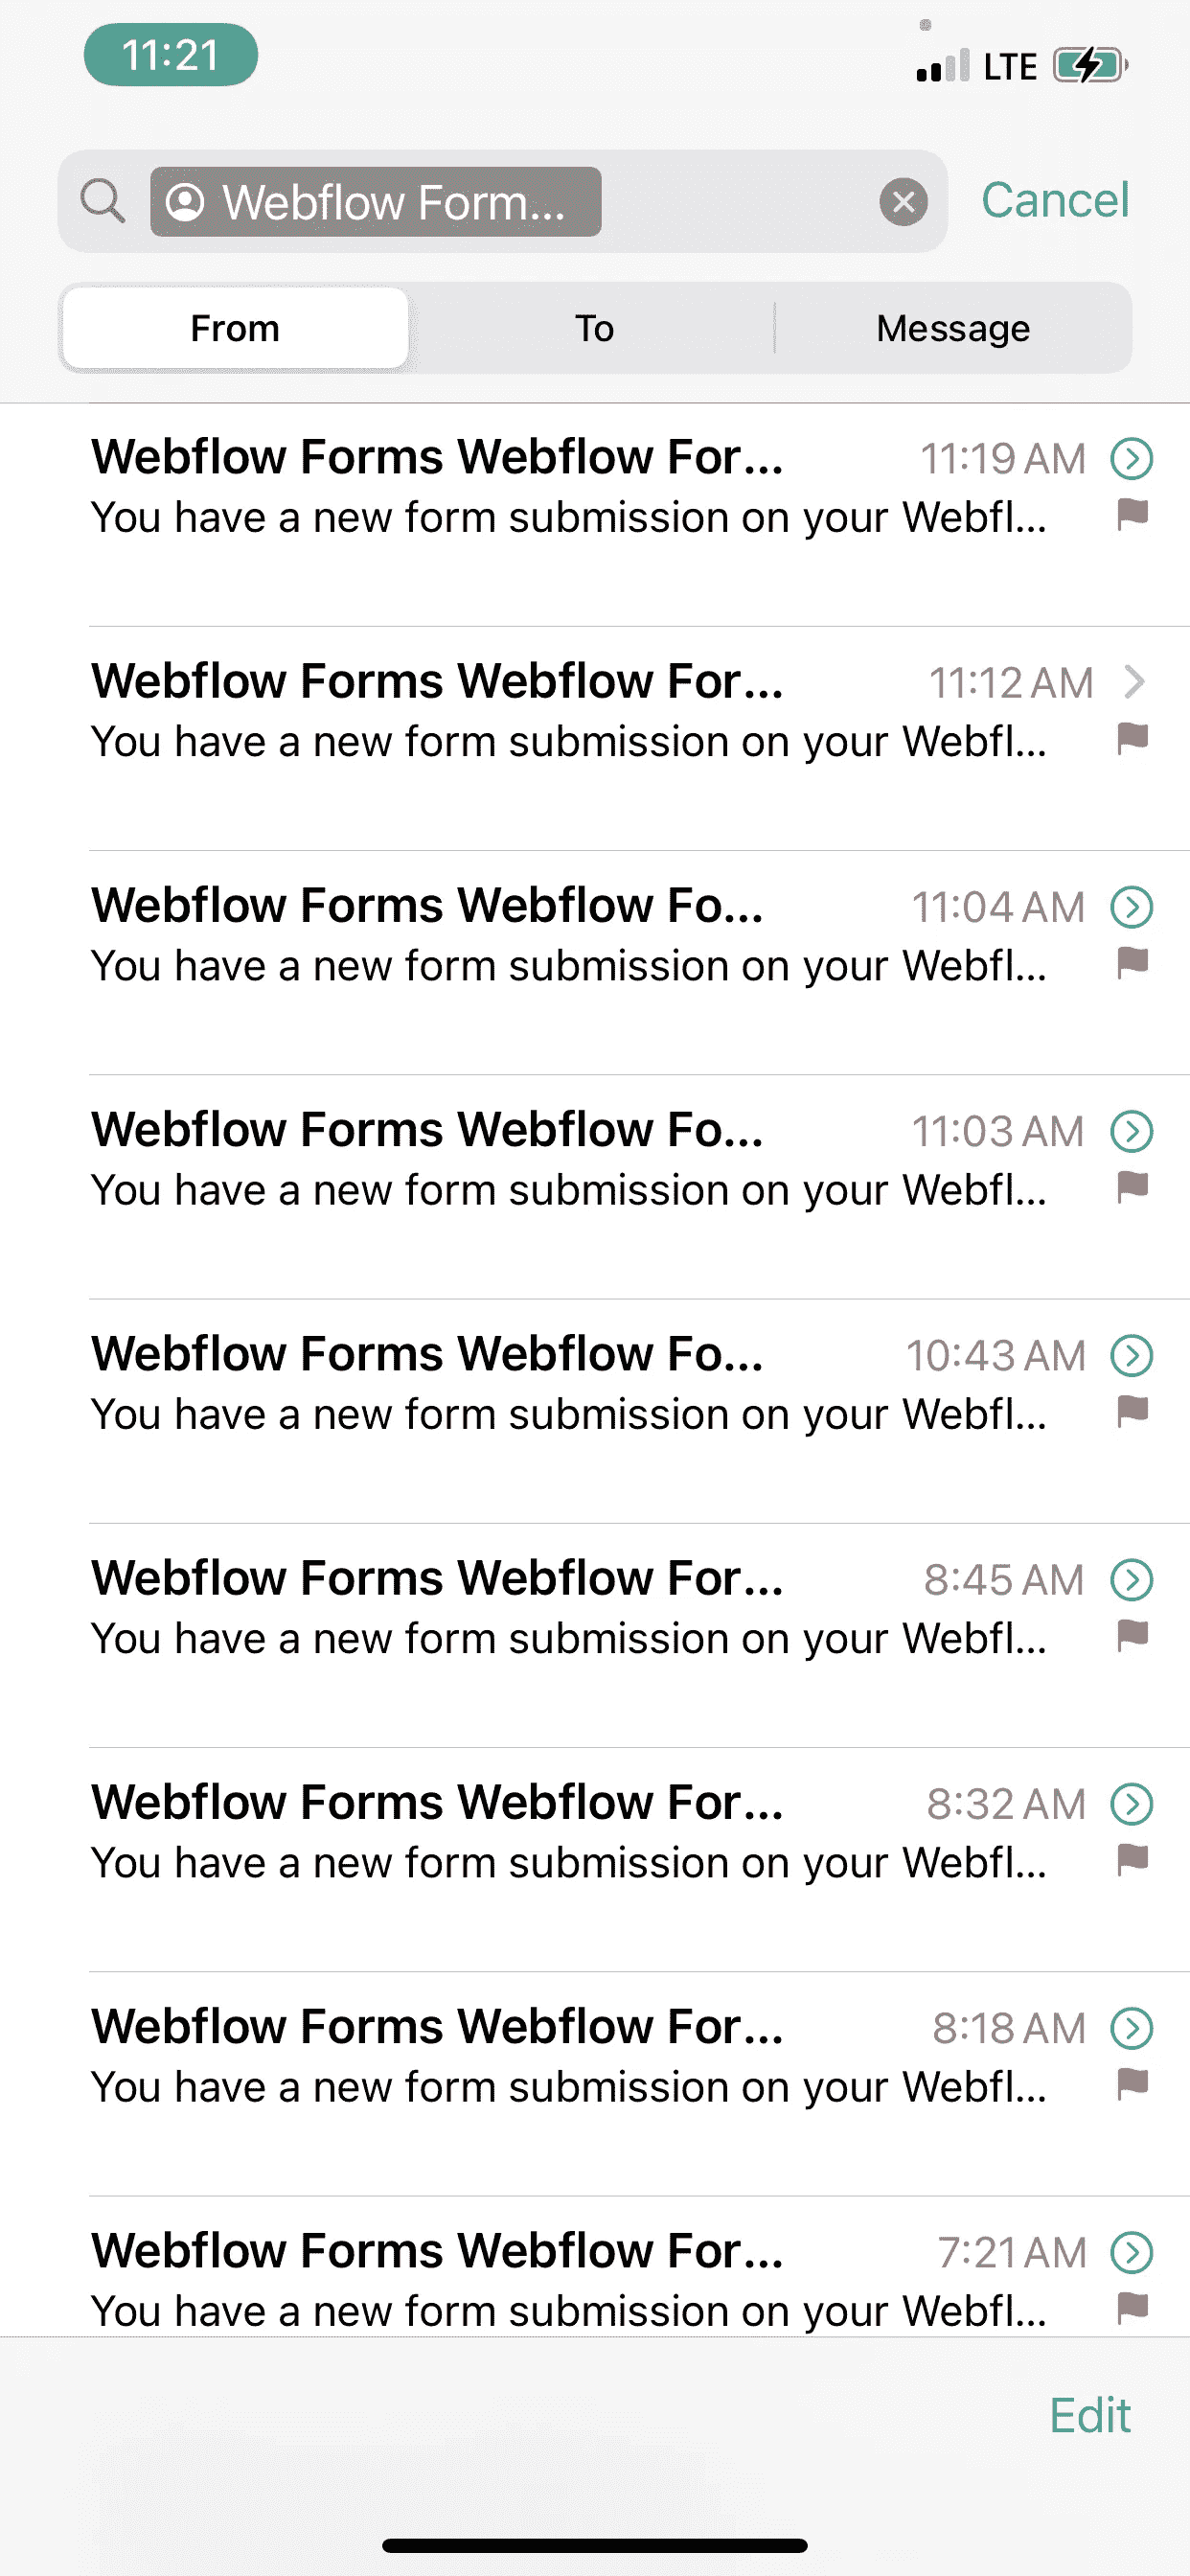 11:21
LTE
Webflow Form...
Cancel
From
To
Message
Webflow Forms Webflow For...
11:19 AM
You have a new form submission on your Webfl...
Webflow Forms Webflow For...
11:12 AM
You have a new form submission on your Webfl...
Webflow Forms Webflow Fo...
11:04 AM
You have a new form submission on your Webfl...
Webflow Forms Webflow Fo...
11:03 AM
You have a new form submission on your Webfl...
Webflow Forms Webflow Fo...
10:43 AM
You have a new form submission on your Webfl...
Webflow Forms Webflow For...
8:45 AM
You have a new form submission on your Webfl...
Webflow Forms Webflow For...
8:32 AM
You have a new form submission on your Webfl...
Webflow Forms Webflow For...
8:18 AM
You have a new form submission on your Webfl...
Webflow Forms Webflow For...
7:21 AM
You have a new form submission on your Webfl...
Edit